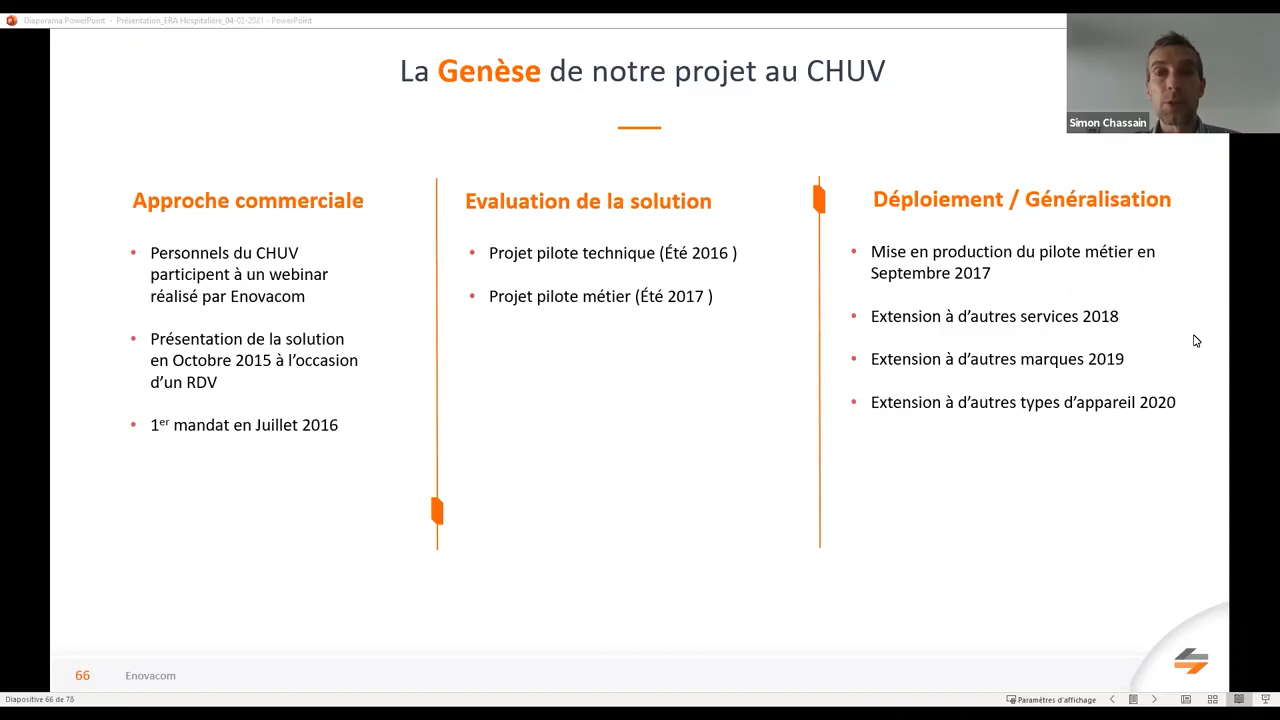 Diaporama PowerPoint - Présentation_ERA Hospitalière_04-02-2021 - PowerPoint
La Genèse de notre projet au CHUV
Simon Chassain
Approche commerciale
• Personnels du CHUV
participent à un webinar
réalisé par Enovacom
• Présentation de la solution
en Octobre 2015 à l’occasion
d’un RDV
• 1er mandat en Juillet 2016
Evaluation de la solution
• Projet pilote technique (Été 2016 )
• Projet pilote métier (Été 2017 )
Déploiement / Généralisation
• Mise en production du pilote métier en
Septembre 2017
• Extension à d’autres services 2018
• Extension à d’autres marques 2019
• Extension à d’autres types d’appareil 2020
66 Enovacom
Diapositive 66 de 78
Paramètres d'affichage